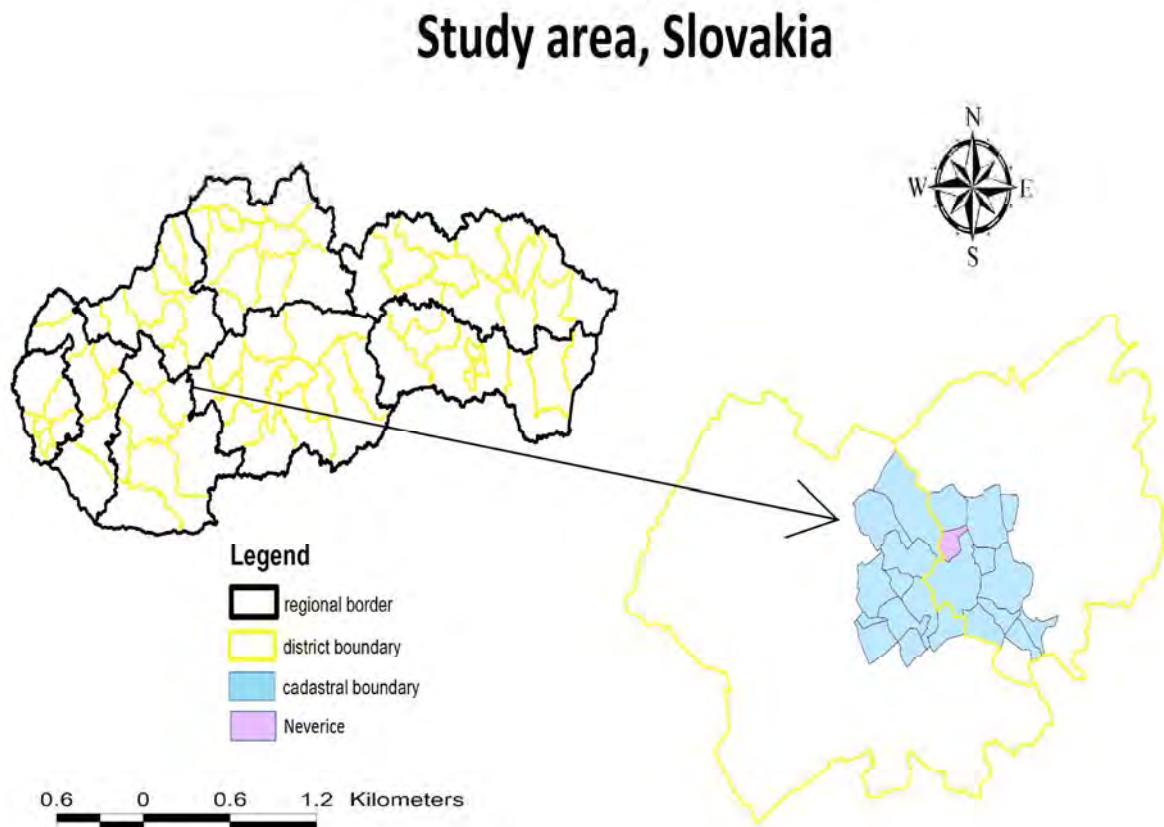 Study area, Slovakia
N
W E
S
Legend
regional border
district boundary
cadastral boundary
Neverice
0.6 0 0.6 1.2 Kilometers